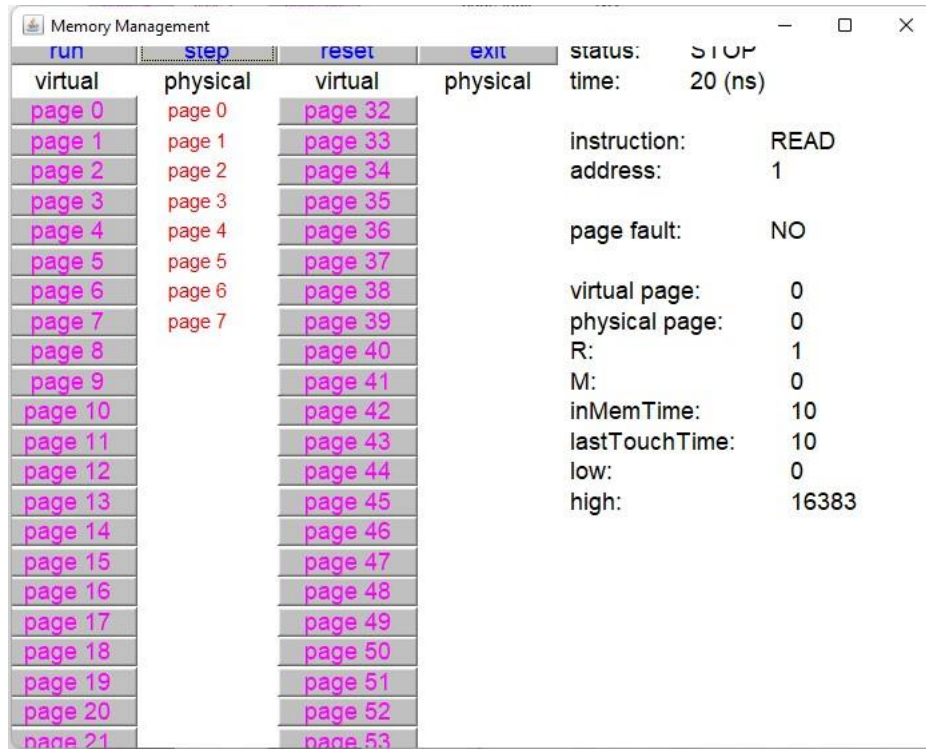 Memory Management
run step reset exit status: STOP
virtual physical virtual physical time: 20 (ns)
page 0 page 0 page 32
page 1 page 1 page 33 instruction: READ
page 2 page 2 page 34 address: 1
page 3 page 3 page 35
page 4 page 4 page 36 page fault: NO
page 5 page 5 page 37
page 6 page 6 page 38 virtual page: 0
page 7 page 7 page 39 physical page: 0
page 8 page 40 R: 1
page 9 page 41 M: 0
page 10 page 42 inMemTime: 10
page 11 page 43 lastTouchTime: 10
page 12 page 44 low: 0
page 13 page 45 high: 16383
page 14 page 46
page 15 page 47
page 16 page 48
page 17 page 49
page 18 page 50
page 19 page 51
page 20 page 52
page 21 page 53